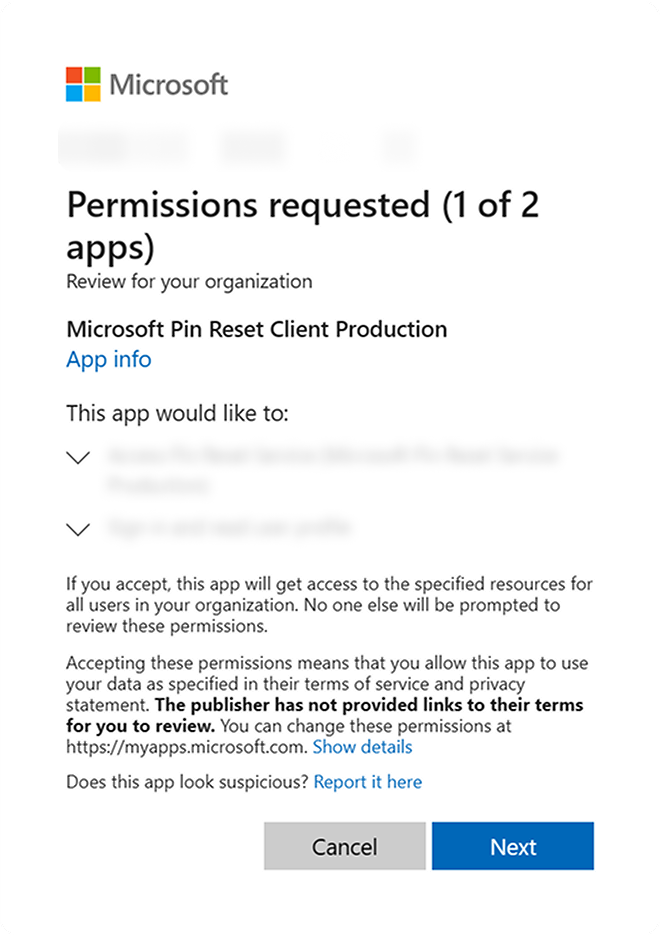 Microsoft
Permissions requested (1 of 2
apps)
Review for your organization
Microsoft Pin Reset Client Production
App info
This app would like to:
If you accept, this app will get access to the specified resources for
all users in your organization. No one else will be prompted to
review these permissions.
Accepting these permissions means that you allow this app to use
your data as specified in their terms of service and privacy
statement. The publisher has not provided links to their terms
for you to review. You can change these permissions at
https://myapps.microsoft.com. Show details
Does this app look suspicious? Report it here
Cancel
Next